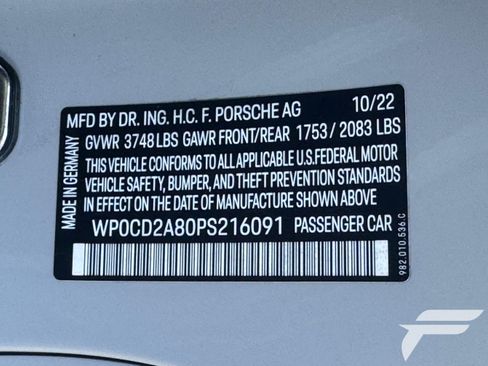 MFD BY DR. ING. H.C. F. PORSCHE AG 10/22
GVWR 3748 LBS GAWR FRONT/REAR 1753 / 2083 LBS
THIS VEHICLE CONFORMS TO ALL APPLICABLE U.S.FEDERAL MOTOR
VEHICLE SAFETY, BUMPER, AND THEFT PREVENTION STANDARDS
IN EFFECT ON THE DATE OF MANUFACTURE SHOWN ABOVE
WP0CD2A80PS216091 PASSENGER CAR
MADE IN GERMANY
982.010.536.C